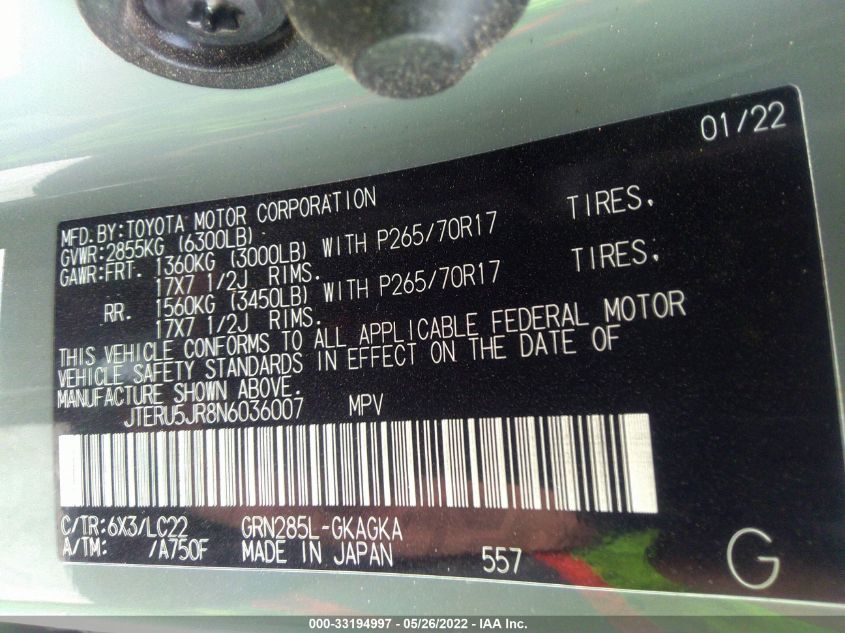 01/22
MFD.BY:TOYOTA MOTOR CORPORATION
GVWR:2855KG (6300LB)
GAWR:FRT. 1360KG (3000LB) WITH P265/70R17 TIRES.
17X7 1/2J RIMS.
RR. 1560KG (3450LB) WITH P265/70R17 TIRES.
17X7 1/2J RIMS.
THIS VEHICLE CONFORMS TO ALL APPLICABLE FEDERAL MOTOR
VEHICLE SAFETY STANDARDS IN EFFECT ON THE DATE OF
MANUFACTURE SHOWN ABOVE.
JTERU5JR8N6036007 MPV
C/TR:6X3/LC22 GRN285L-GKAGKA
A/TM: /A750F MADE IN JAPAN 557 G
000-33194997 - 05/26/2022 - IAA Inc.